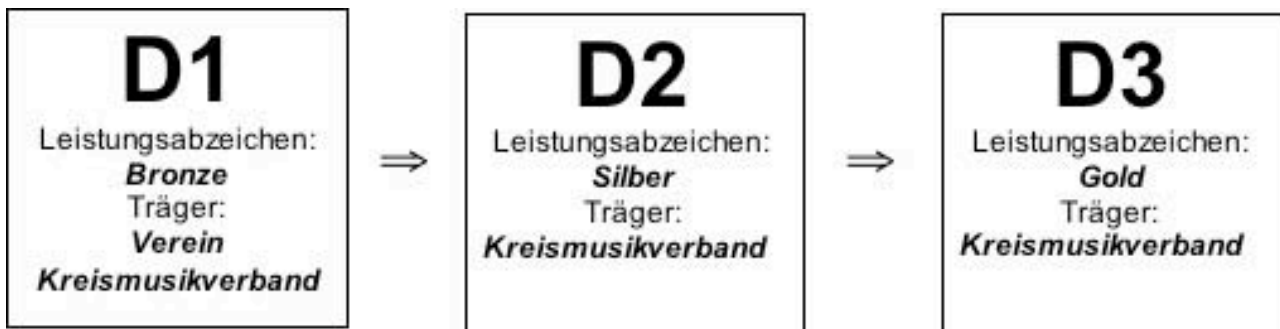 D1
Leistungsabzeichen:
Bronze
Träger:
Verein
Kreismusikverband
⇒
D2
Leistungsabzeichen:
Silber
Träger:
Kreismusikverband
⇒
D3
Leistungsabzeichen:
Gold
Träger:
Kreismusikverband